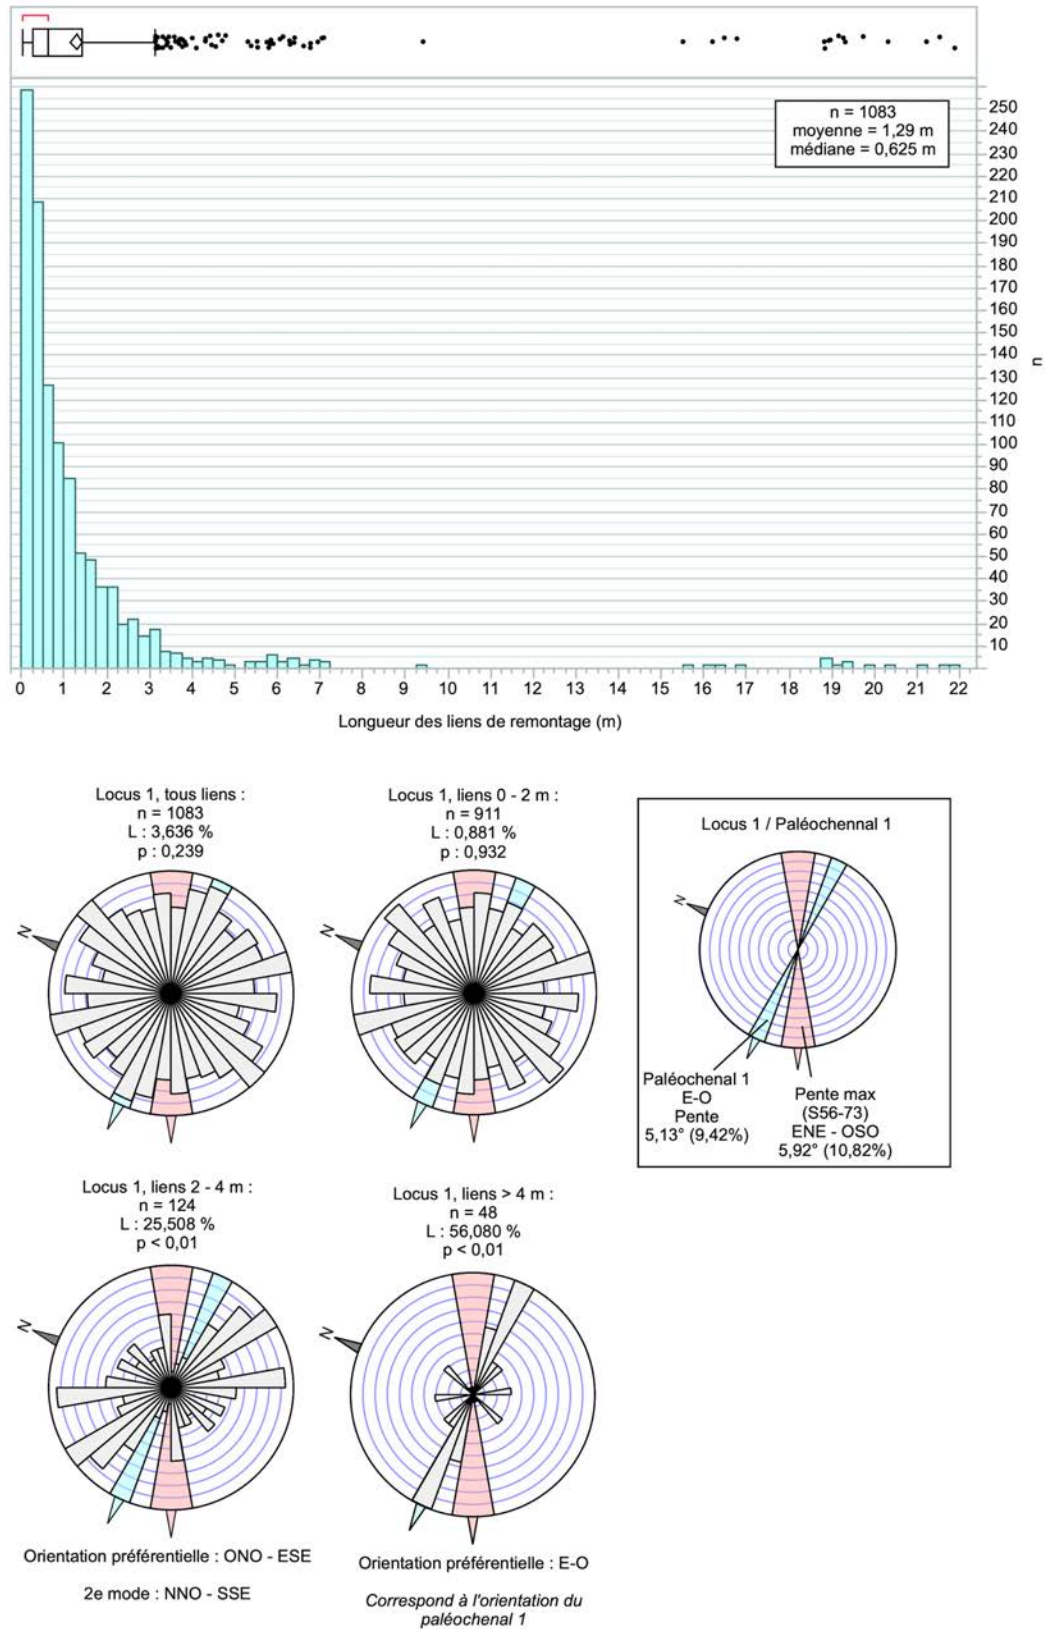 n = 1083
moyenne = 1,29 m
médiane = 0,625 m
250
240
230
220
210
200
190
180
170
160
150
140
130
120
110
100
90
80
70
60
50
40
30
20
10
n
0 1 2 3 4 5 6 7 8 9 10 11 12 13 14 15 16 17 18 19 20 21 22
Longueur des liens de remontage (m)
Locus 1, tous liens :
n = 1083
L : 3,636 %
p : 0,239
N
Locus 1, liens 0 - 2 m :
n = 911
L : 0,881 %
p : 0,932
N
Locus 1 / Paléochennal 1
N
Paléochenal 1
E-O
Pente
5,13° (9,42%)
Pente max
(S56-73)
ENE - OSO
5,92° (10,82%)
Locus 1, liens 2 - 4 m :
n = 124
L : 25,508 %
p < 0,01
N
Orientation préférentielle : ONO - ESE
2e mode : NNO - SSE
Locus 1, liens > 4 m :
n = 48
L : 56,080 %
p < 0,01
N
Orientation préférentielle : E-O
Correspond à l'orientation du
paléochenal 1